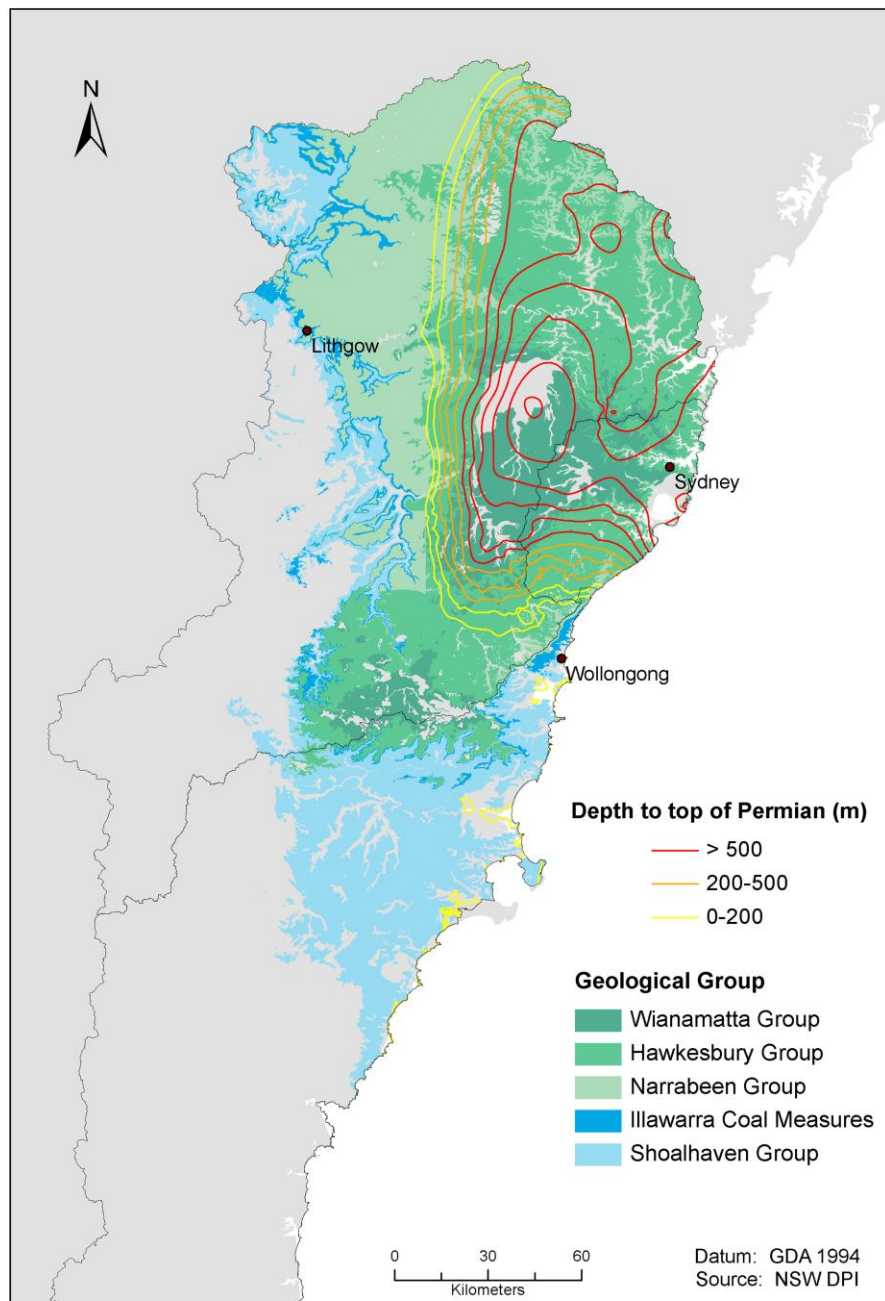 N
Lithgow
Sydney
Wollongong
Depth to top of Permian (m)
> 500
200-500
0-200
Geological Group
Wianamatta Group
Hawkesbury Group
Narrabeen Group
Illawarra Coal Measures
Shoalhaven Group
0 30 60
Kilometers
Datum: GDA 1994
Source: NSW DPI